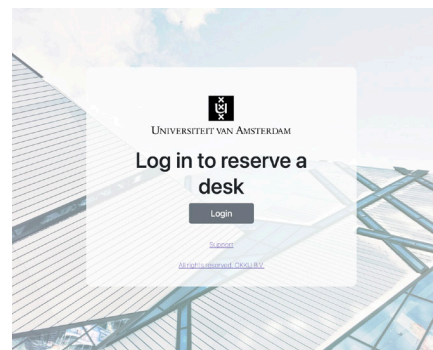 UNIVERSITEIT VAN AMSTERDAM
Log in to reserve a
desk
Login
Support
All rights reserved. CKKU B.V.